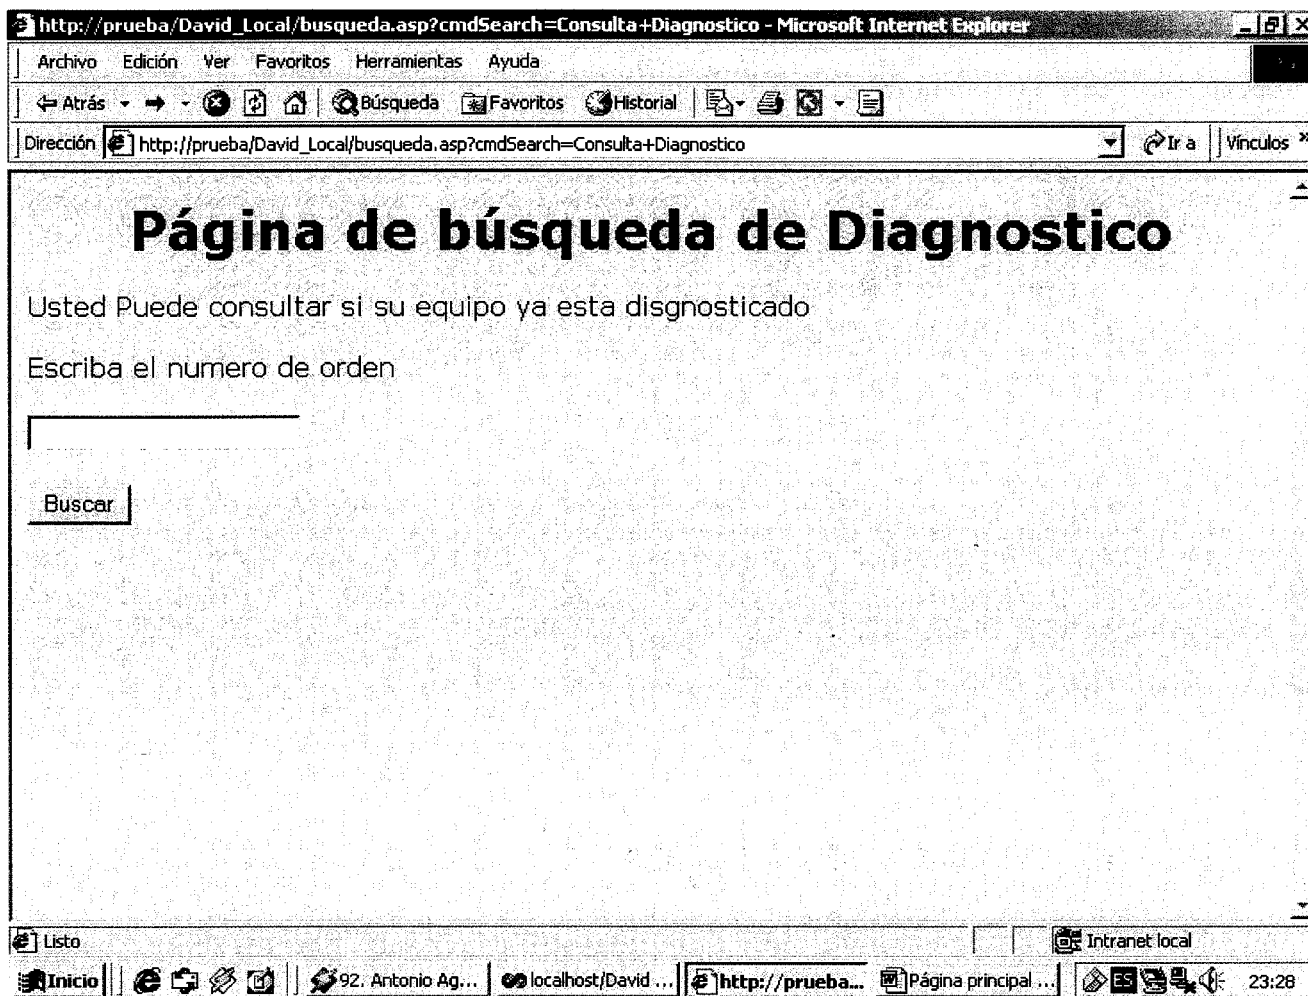 http://prueba/David_Local/busqueda.asp?cmdSearch=Consulta+Diagnostico - Microsoft Internet Explorer
Archivo Edición Ver Favoritos Herramientas Ayuda
Atrás Búsqueda Favoritos Historial
Dirección http://prueba/David_Local/busqueda.asp?cmdSearch=Consulta+Diagnostico Ir a Vínculos »
Página de búsqueda de Diagnostico
Usted Puede consultar si su equipo ya esta disgnosticado
Escriba el numero de orden
Buscar
Listo Intranet local
Inicio 92. Antonio Ag... localhost/David ... http://prueba... Página principal ... ES 23:28